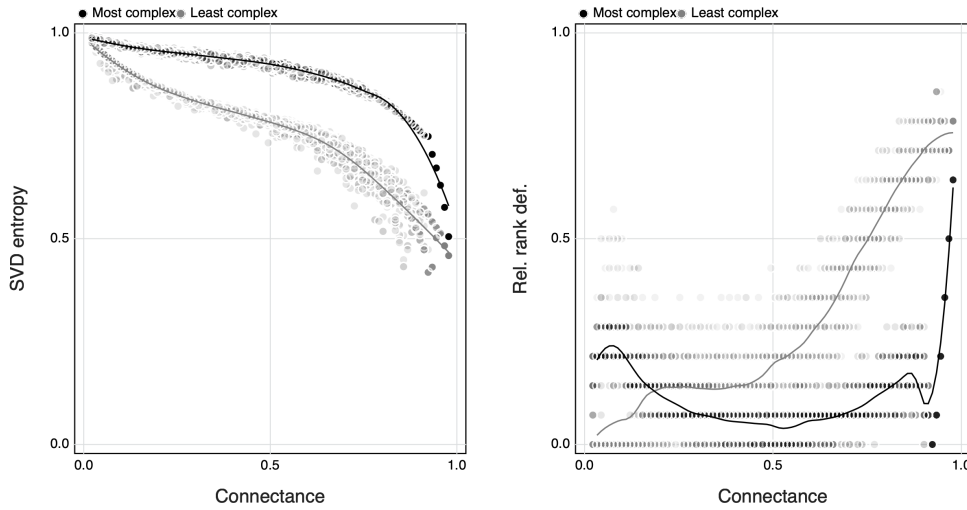 Most complex Least complex
1.0
0.5
0.0
SVD entropy
0.0 0.5 1.0
Connectance
Most complex Least complex
1.0
0.5
0.0
Rel. rank def.
0.0 0.5 1.0
Connectance